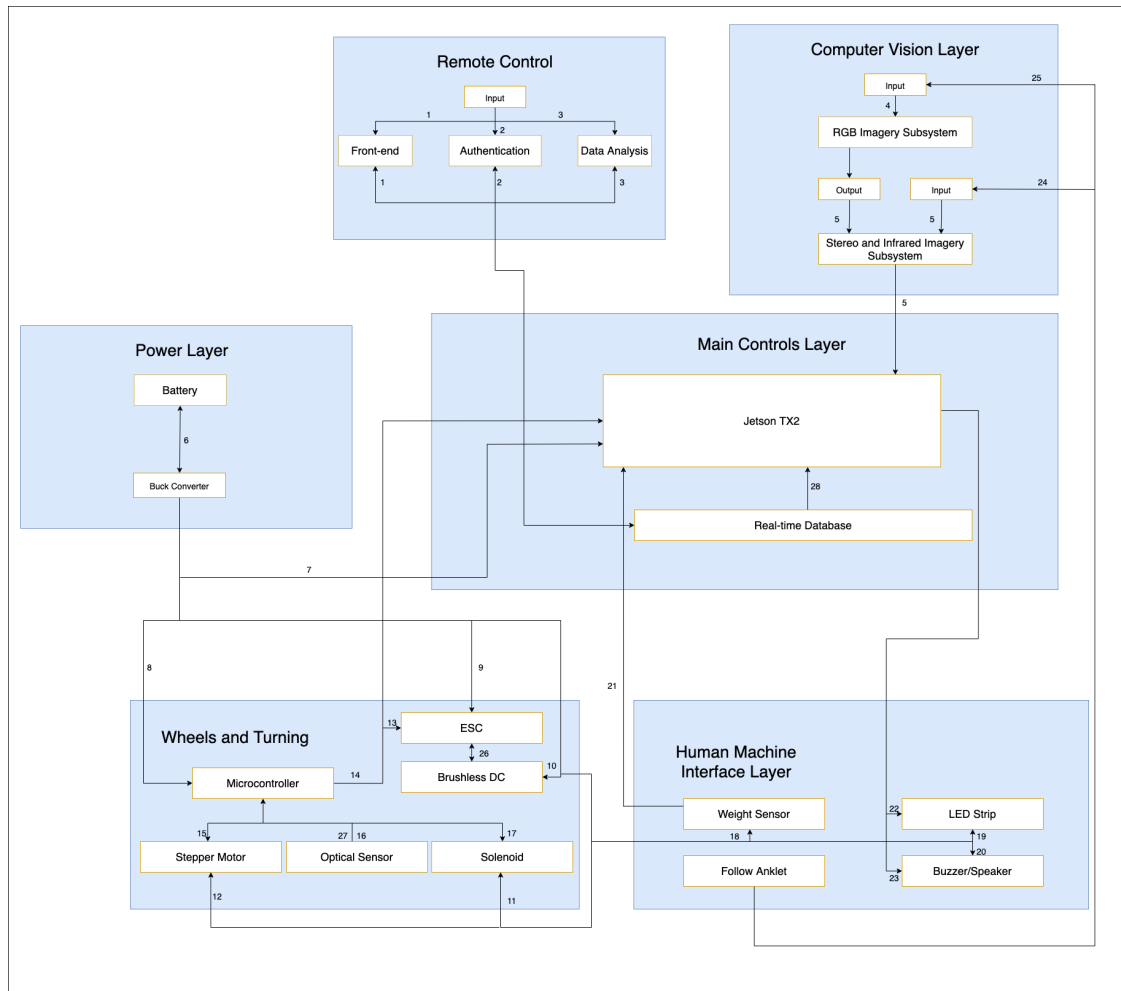 Computer Vision Layer
Remote Control
Input
25
Input
4
1
3
2
RGB Imagery Subsystem
Front-end
Authentication
Data Analysis
1
2
3
Output
Input
24
5
5
Stereo and Infrared Imagery
Subsystem
5
Power Layer
Main Controls Layer
Battery
Jetson TX2
6
Buck Converter
28
Real-time Database
7
8
9
21
Wheels and Turning
13
ESC
26
10
Brushless DC
Microcontroller
14
15
27
16
17
Stepper Motor
Optical Sensor
Solenoid
12
11
Human Machine
Interface Layer
Weight Sensor
22
LED Strip
18
19
20
Follow Anklet
23
Buzzer/Speaker